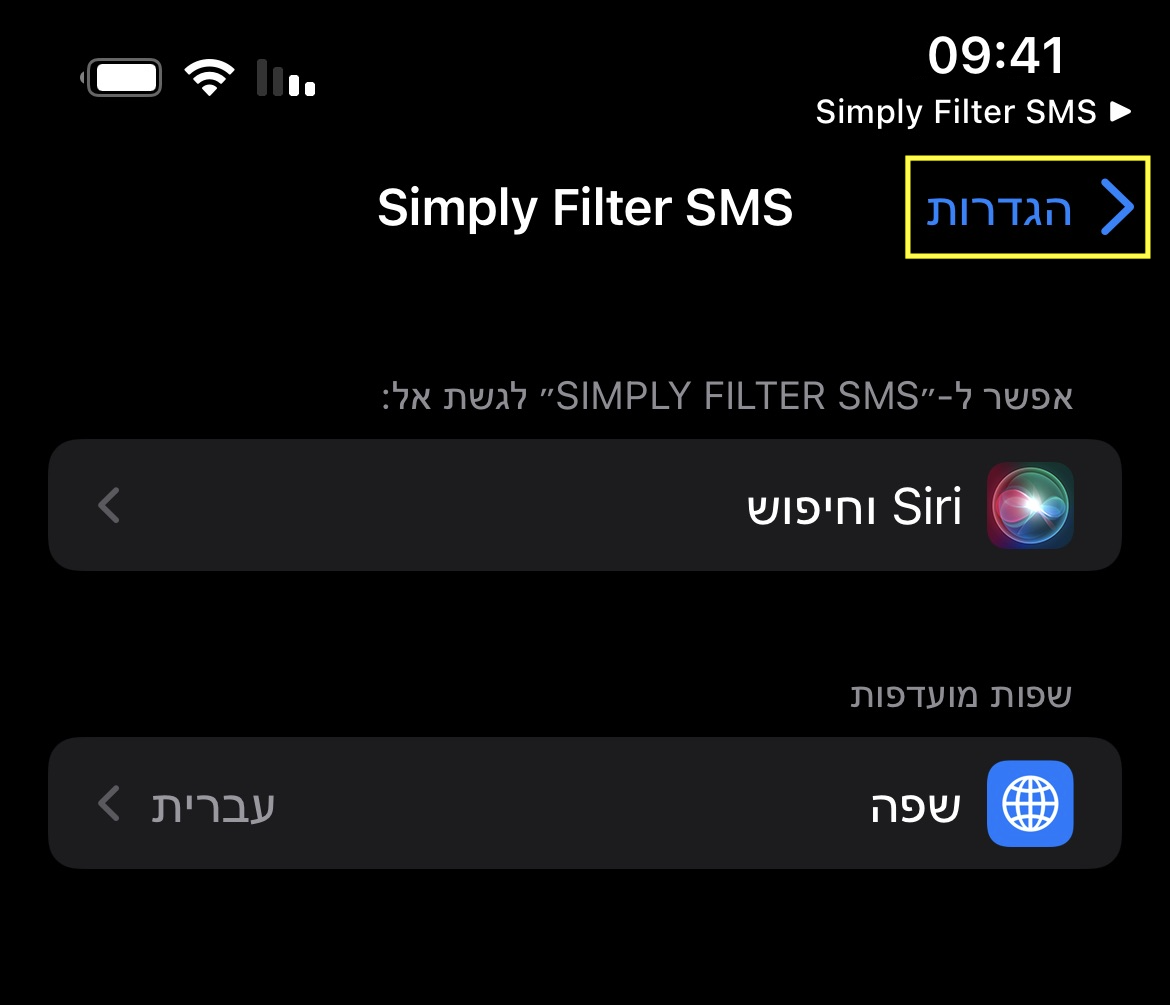 09:41
Simply Filter SMS ▶
הגדרות
Simply Filter SMS
אפשר ל-״SIMPLY FILTER SMS״ לגשת אל:
Siri וחיפוש
שפות מועדפות
שפה
עברית